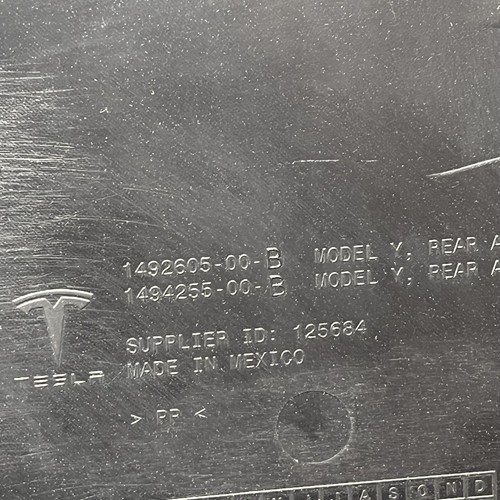 1492605-00-B MODEL Y, REAR A
1494255-00-B MODEL Y, REAR A
SUPPLIER ID: 125684
TESLA MADE IN MEXICO
> PP <
J J A S O N D